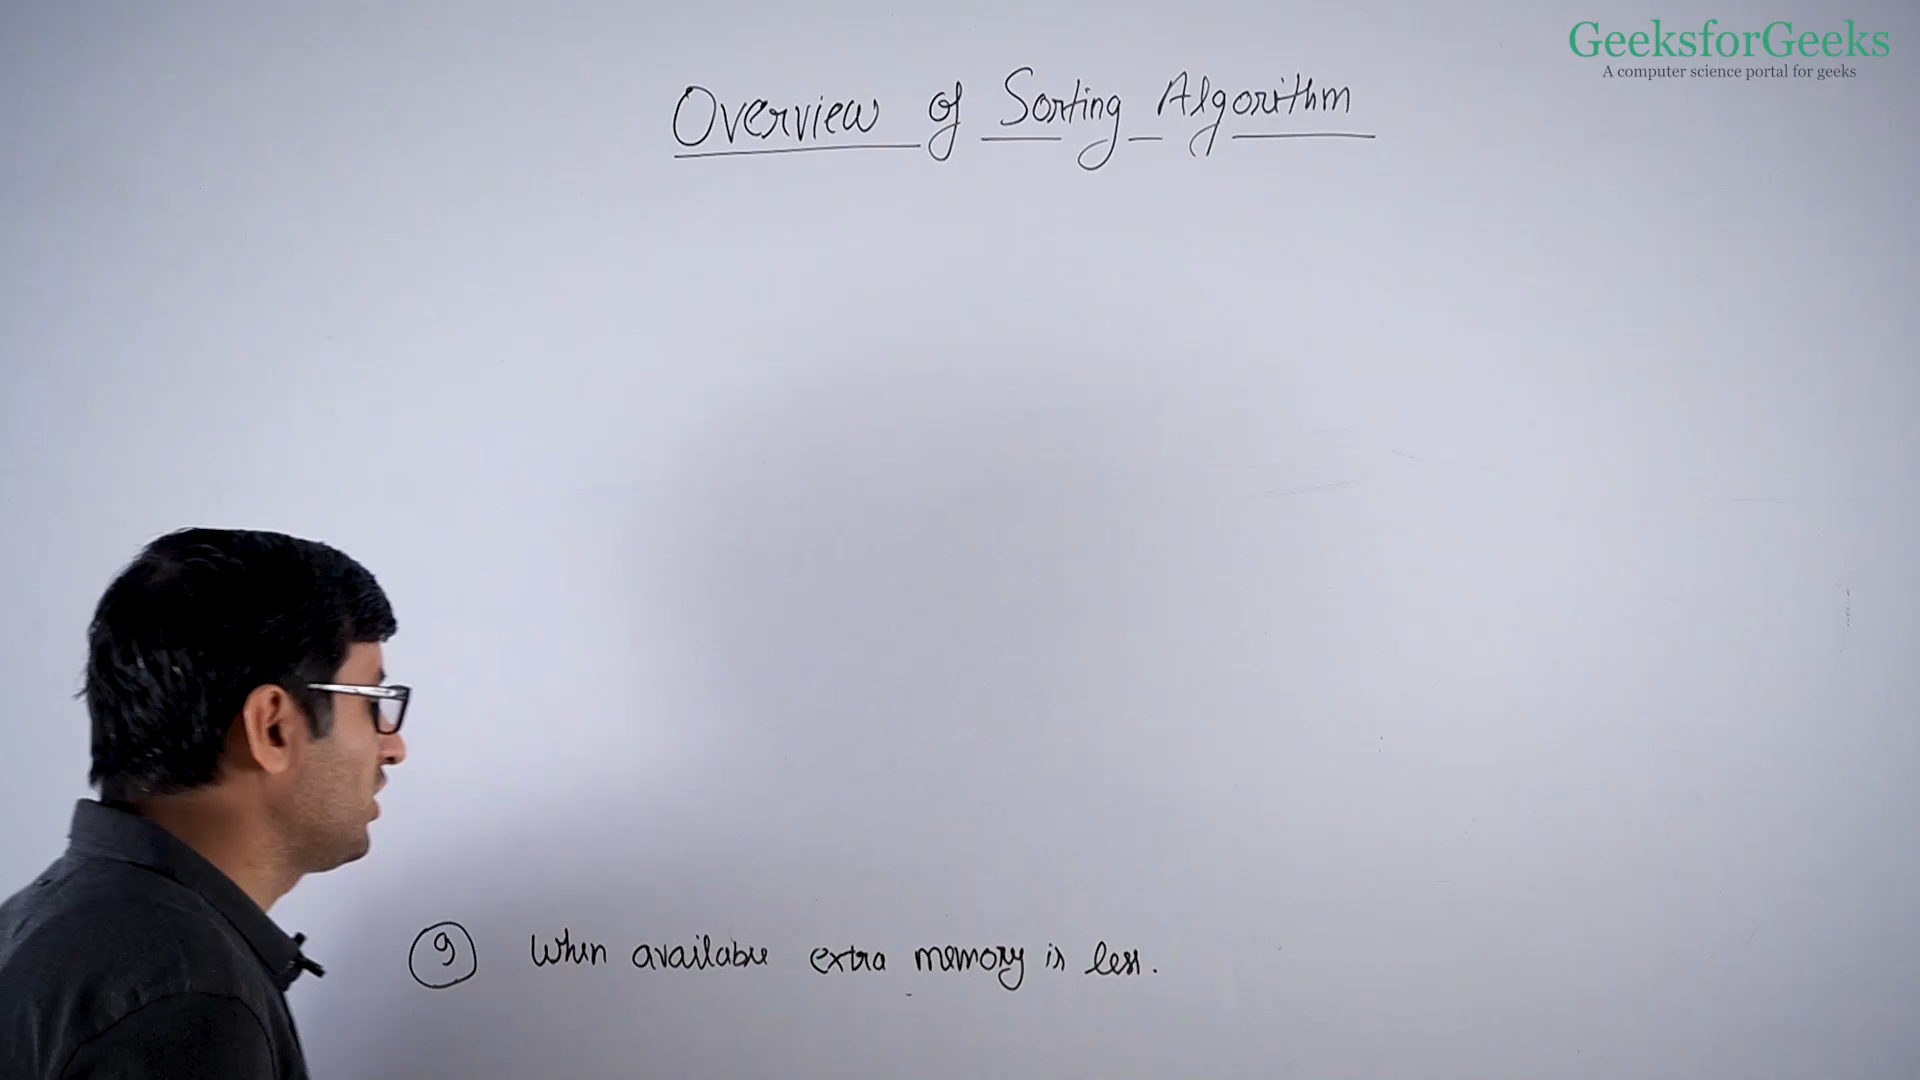 GeeksforGeeks
A computer science portal for geeks
Overview of Sorting Algorithm
9 When available extra memory is less.